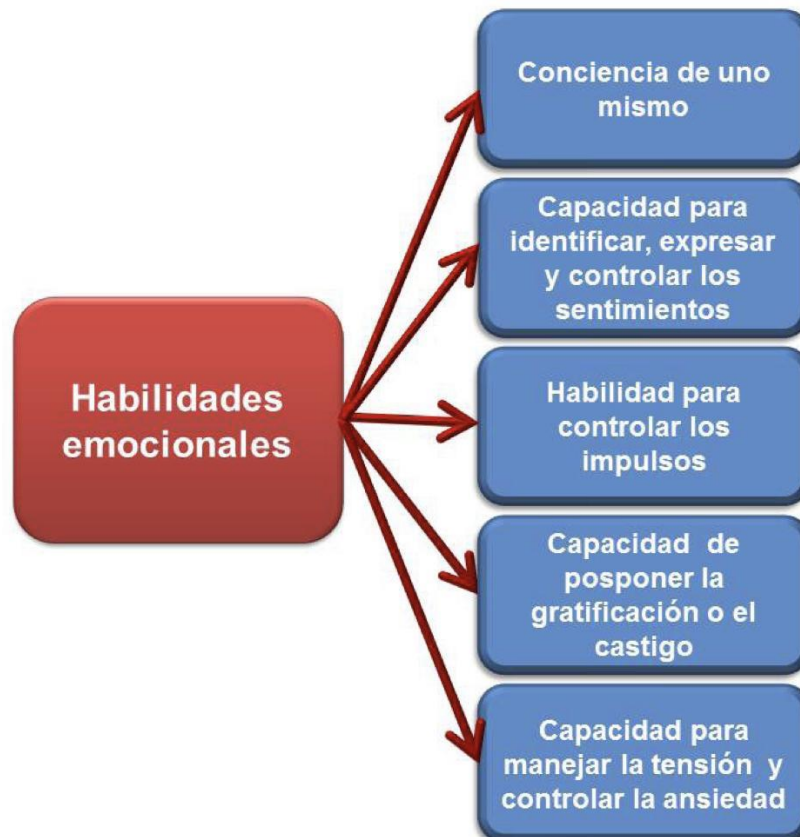 Habilidades
emocionales
Conciencia de uno
mismo
Capacidad para
identificar, expresar
y controlar los
sentimientos
Habilidad para
controlar los
impulsos
Capacidad de
posponer la
gratificación o el
castigo
Capacidad para
manejar la tensión y
controlar la ansiedad